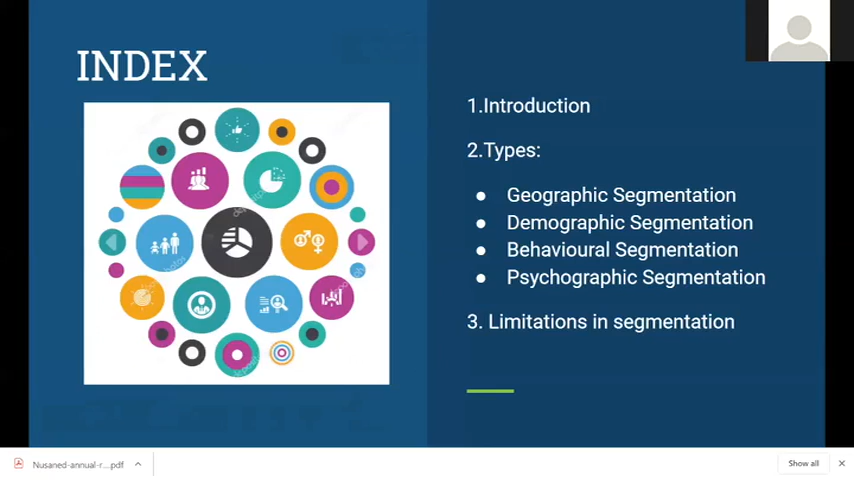 INDEX
1.Introduction
2.Types:
● Geographic Segmentation
● Demographic Segmentation
● Behavioural Segmentation
● Psychographic Segmentation
3. Limitations in segmentation
Nusaned-annual-r....pdf
Show all